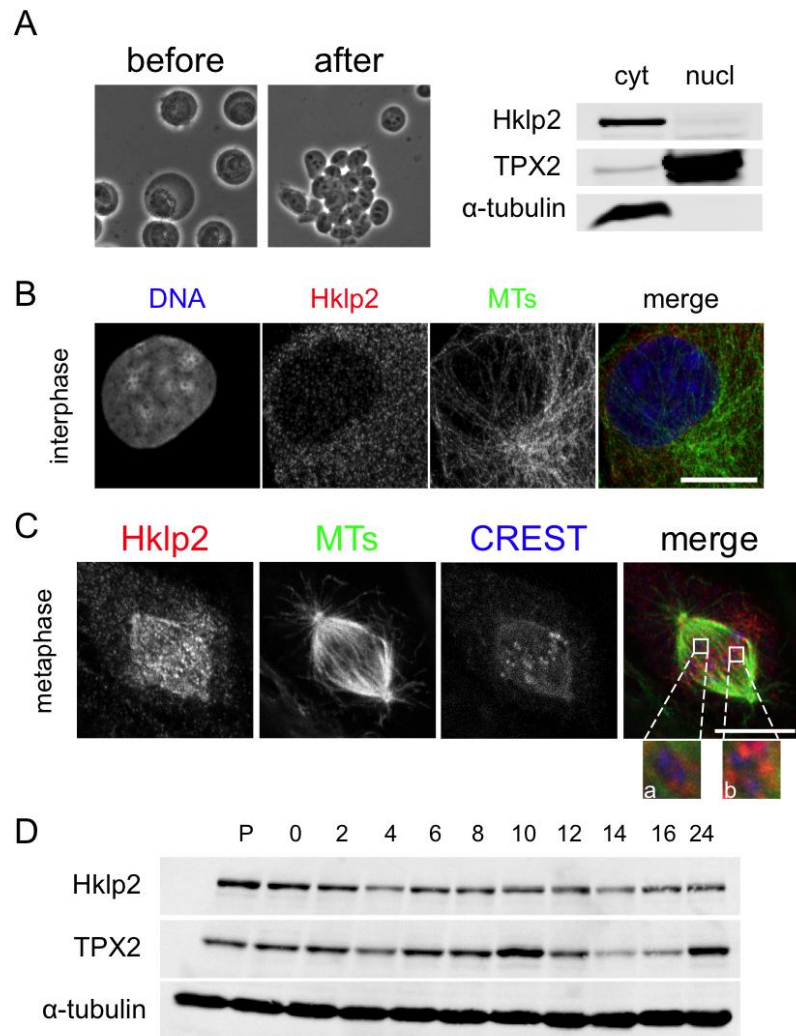 A
before after
cyt nucl
Hklp2
TPX2
α-tubulin
B
DNA Hklp2 MTs merge
interphase
C
Hklp2 MTs CREST merge
metaphase
a b
D
P 0 2 4 6 8 10 12 14 16 24
Hklp2
TPX2
α-tubulin